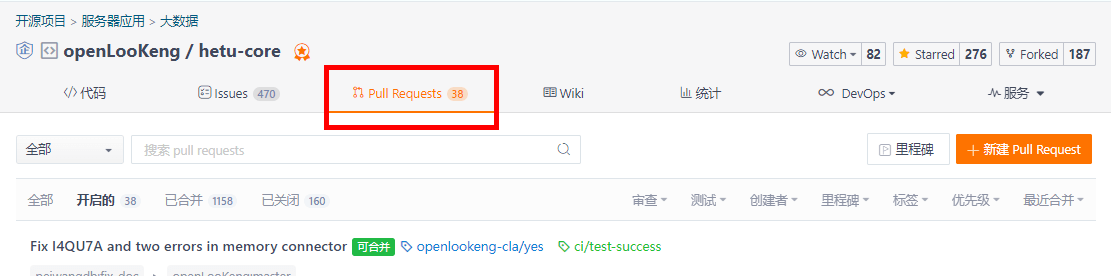 开源项目 > 服务器应用 > 大数据
openLooKeng / hetu-core
Watch 82 Starred 276 Forked 187
代码 Issues 470 Pull Requests 38 Wiki 统计 DevOps 服务
全部 搜索 pull requests 里程碑 + 新建 Pull Request
全部 开启的 38 已合并 1158 已关闭 160 审查 测试 创建者 里程碑 标签 优先级 最近合并
Fix I4QU7A and two errors in memory connector 可合并 openlookeng-cla/yes ci/test-success